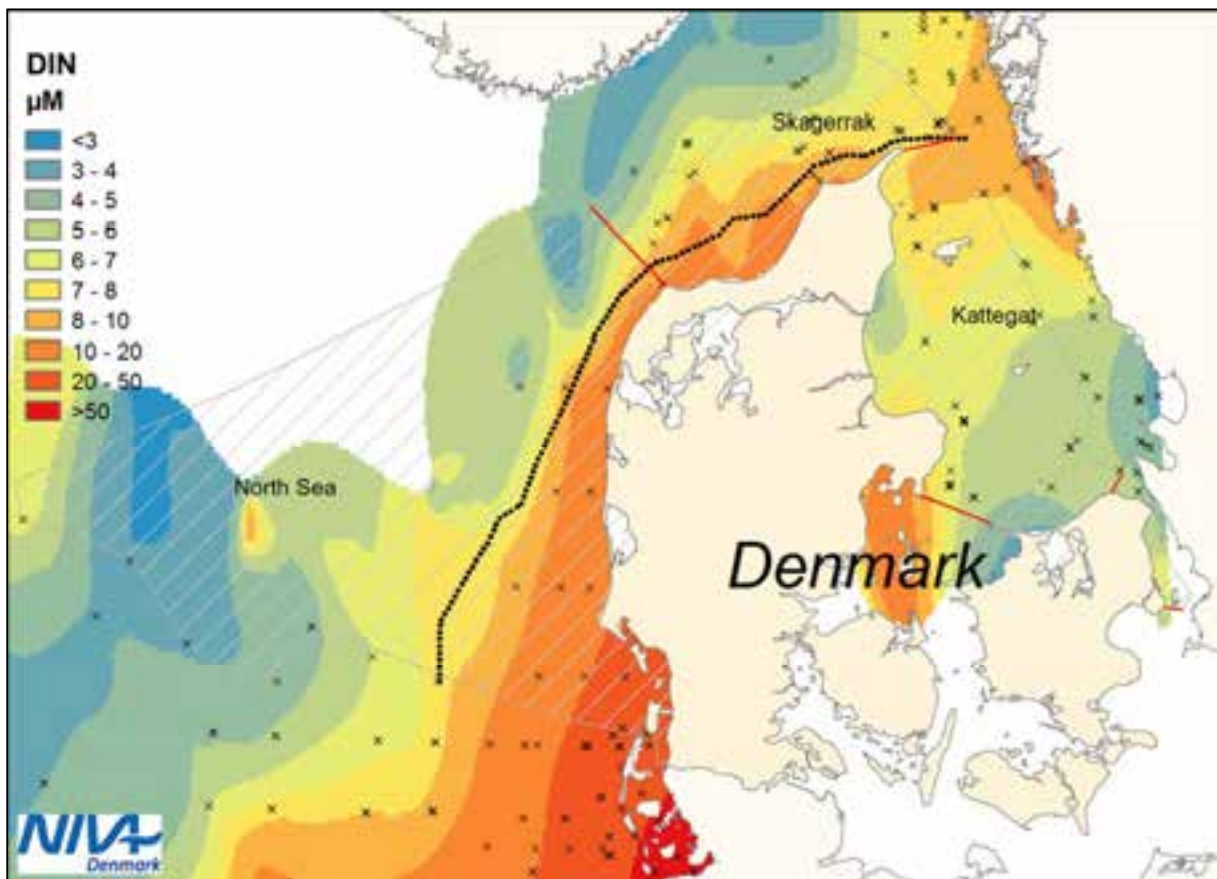 DIN
µM
<3
3 - 4
4 - 5
5 - 6
6 - 7
7 - 8
8 - 10
10 - 20
20 - 50
>50
Skagerrak
Kattegat
North Sea
Denmark
NIVA
Denmark